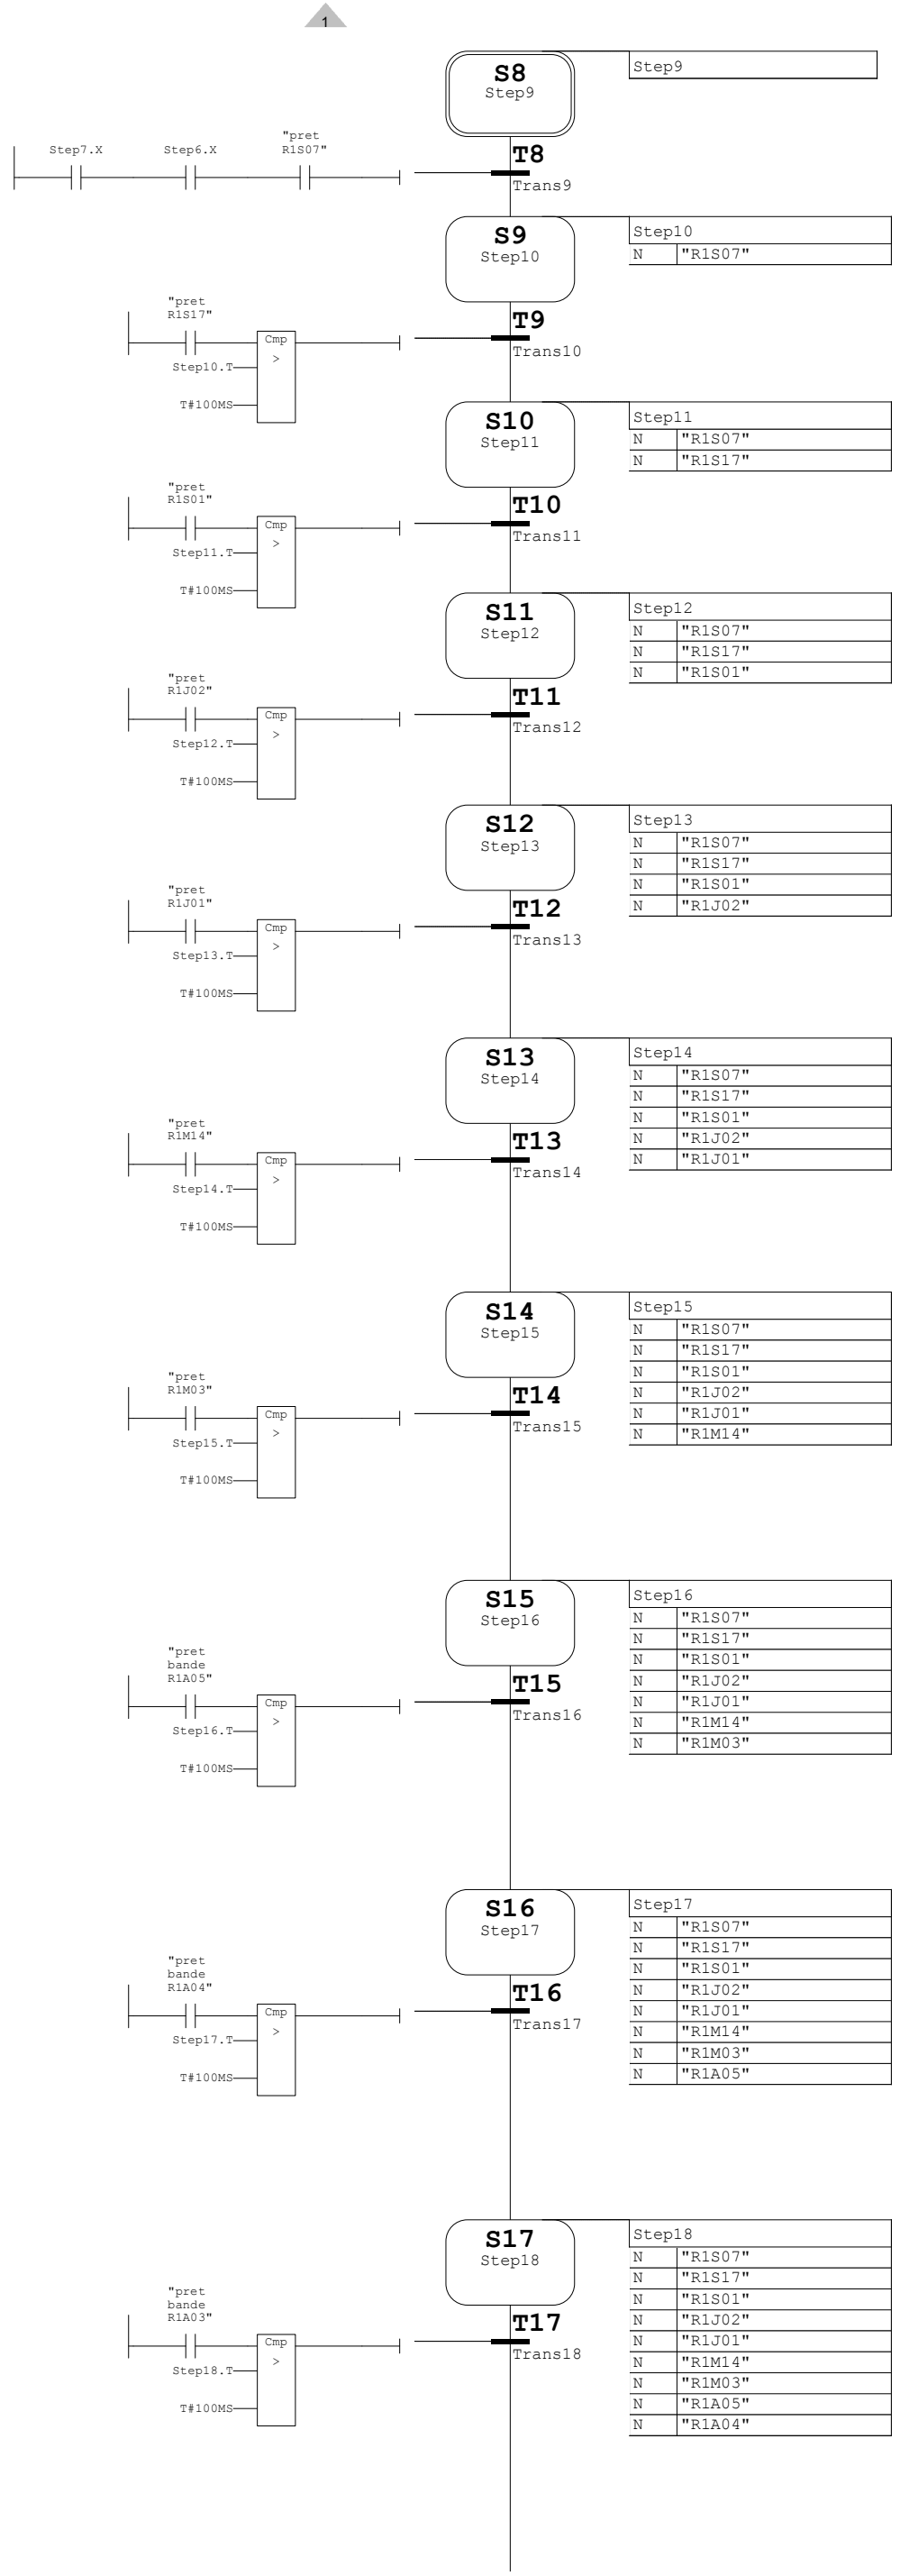 1
S8
Step9
Step9
Step7.X
Step6.X
"pret
R1S07"
T8
Trans9
S9
Step10
Step10
N "R1S07"
"pret
R1S17"
Cmp
>
Step10.T
T#100MS
T9
Trans10
S10
Step11
Step11
N "R1S07"
N "R1S17"
"pret
R1S01"
Cmp
>
Step11.T
T#100MS
T10
Trans11
S11
Step12
Step12
N "R1S07"
N "R1S17"
N "R1S01"
"pret
R1J02"
Cmp
>
Step12.T
T#100MS
T11
Trans12
S12
Step13
Step13
N "R1S07"
N "R1S17"
N "R1S01"
N "R1J02"
"pret
R1J01"
Cmp
>
Step13.T
T#100MS
T12
Trans13
S13
Step14
Step14
N "R1S07"
N "R1S17"
N "R1S01"
N "R1J02"
N "R1J01"
"pret
R1M14"
Cmp
>
Step14.T
T#100MS
T13
Trans14
S14
Step15
Step15
N "R1S07"
N "R1S17"
N "R1S01"
N "R1J02"
N "R1J01"
N "R1M14"
"pret
R1M03"
Cmp
>
Step15.T
T#100MS
T14
Trans15
S15
Step16
Step16
N "R1S07"
N "R1S17"
N "R1S01"
N "R1J02"
N "R1J01"
N "R1M14"
N "R1M03"
"pret
bande
R1A05"
Cmp
>
Step16.T
T#100MS
T15
Trans16
S16
Step17
Step17
N "R1S07"
N "R1S17"
N "R1S01"
N "R1J02"
N "R1J01"
N "R1M14"
N "R1M03"
N "R1A05"
"pret
bande
R1A04"
Cmp
>
Step17.T
T#100MS
T16
Trans17
S17
Step18
Step18
N "R1S07"
N "R1S17"
N "R1S01"
N "R1J02"
N "R1J01"
N "R1M14"
N "R1M03"
N "R1A05"
N "R1A04"
"pret
bande
R1A03"
Cmp
>
Step18.T
T#100MS
T17
Trans18